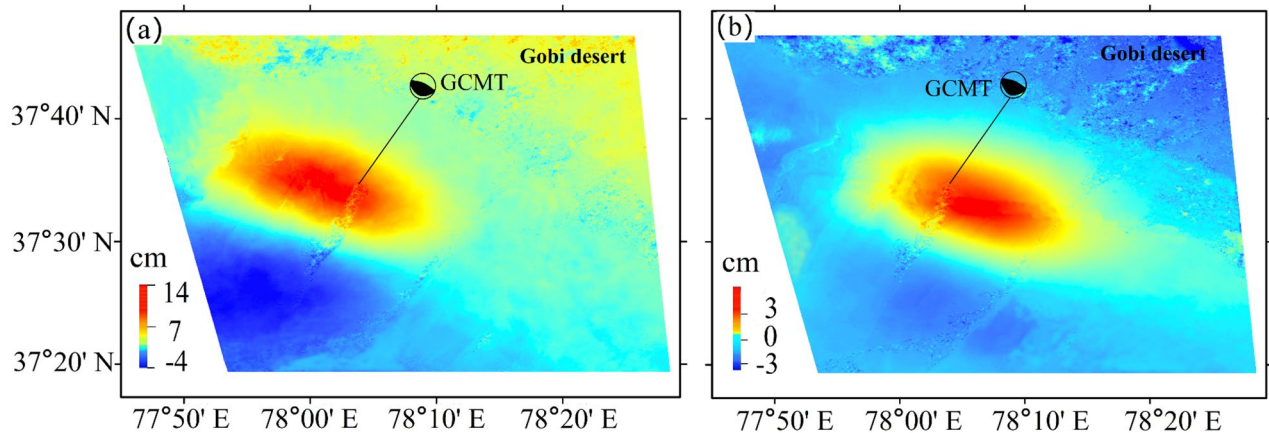 (a)
Gobi desert
GCMT
37°40' N
37°30' N
37°20' N
cm
14
7
-4
77°50' E 78°00' E 78°10' E 78°20' E
(b)
Gobi desert
GCMT
cm
3
0
-3
77°50' E 78°00' E 78°10' E 78°20' E